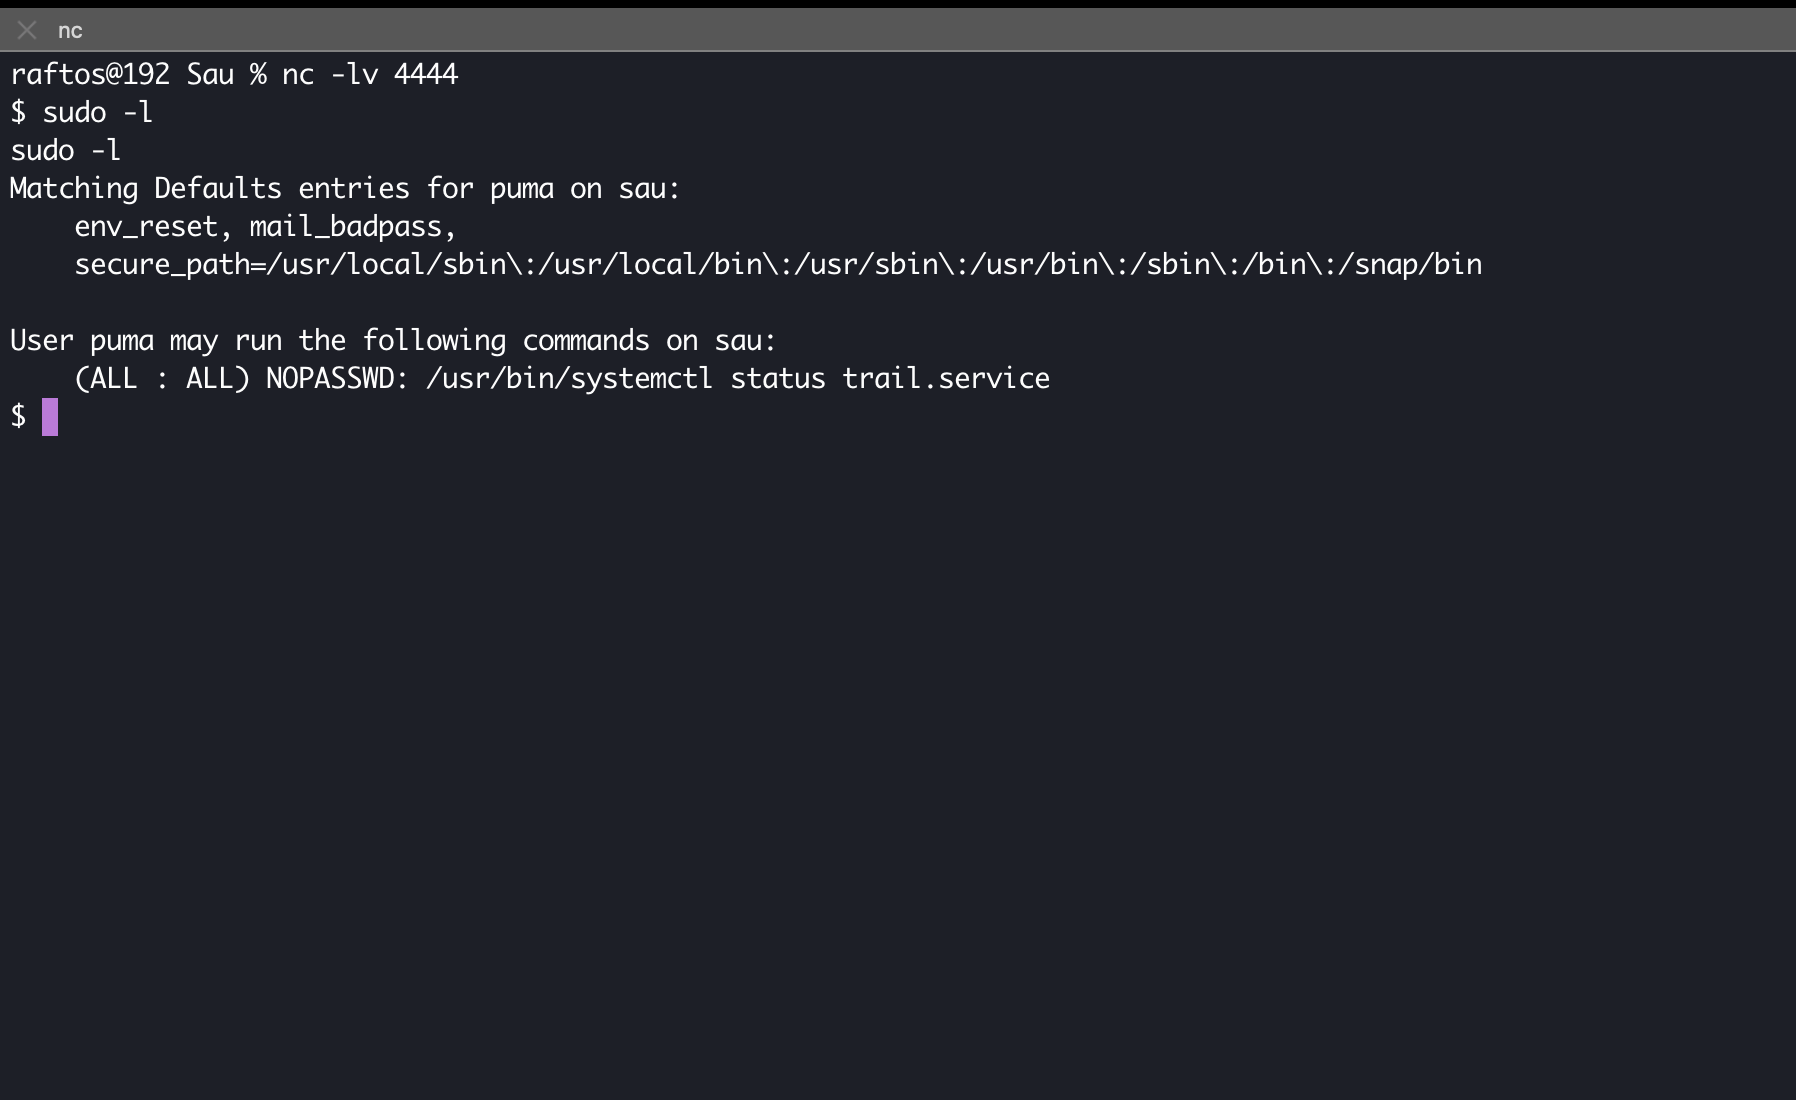 nc
raftos@192 Sau % nc -lv 4444
$ sudo -l
sudo -l
Matching Defaults entries for puma on sau:
    env_reset, mail_badpass,
    secure_path=/usr/local/sbin\:/usr/local/bin\:/usr/sbin\:/usr/bin\:/sbin\:/bin\:/snap/bin

User puma may run the following commands on sau:
    (ALL : ALL) NOPASSWD: /usr/bin/systemctl status trail.service
$